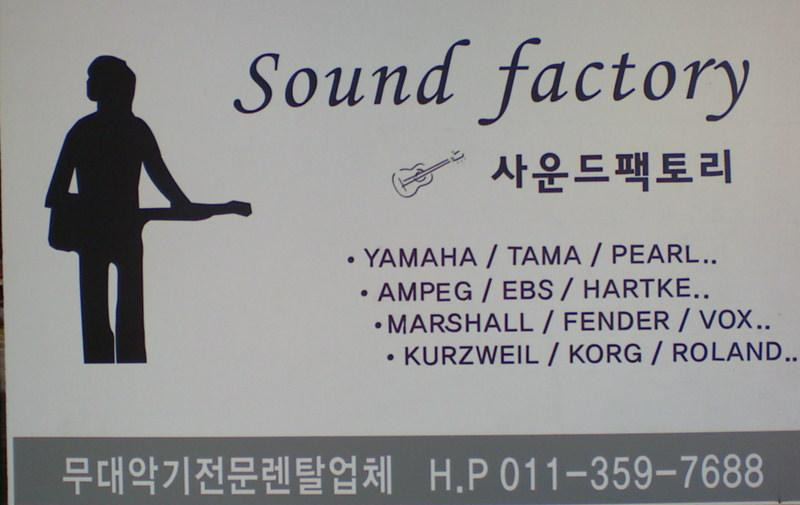 Sound factory
사운드팩토리
• YAMAHA / TAMA / PEARL..
• AMPEG / EBS / HARTKE..
• MARSHALL / FENDER / VOX..
• KURZWEIL / KORG / ROLAND..
무대악기전문렌탈업체 H.P 011-359-7688